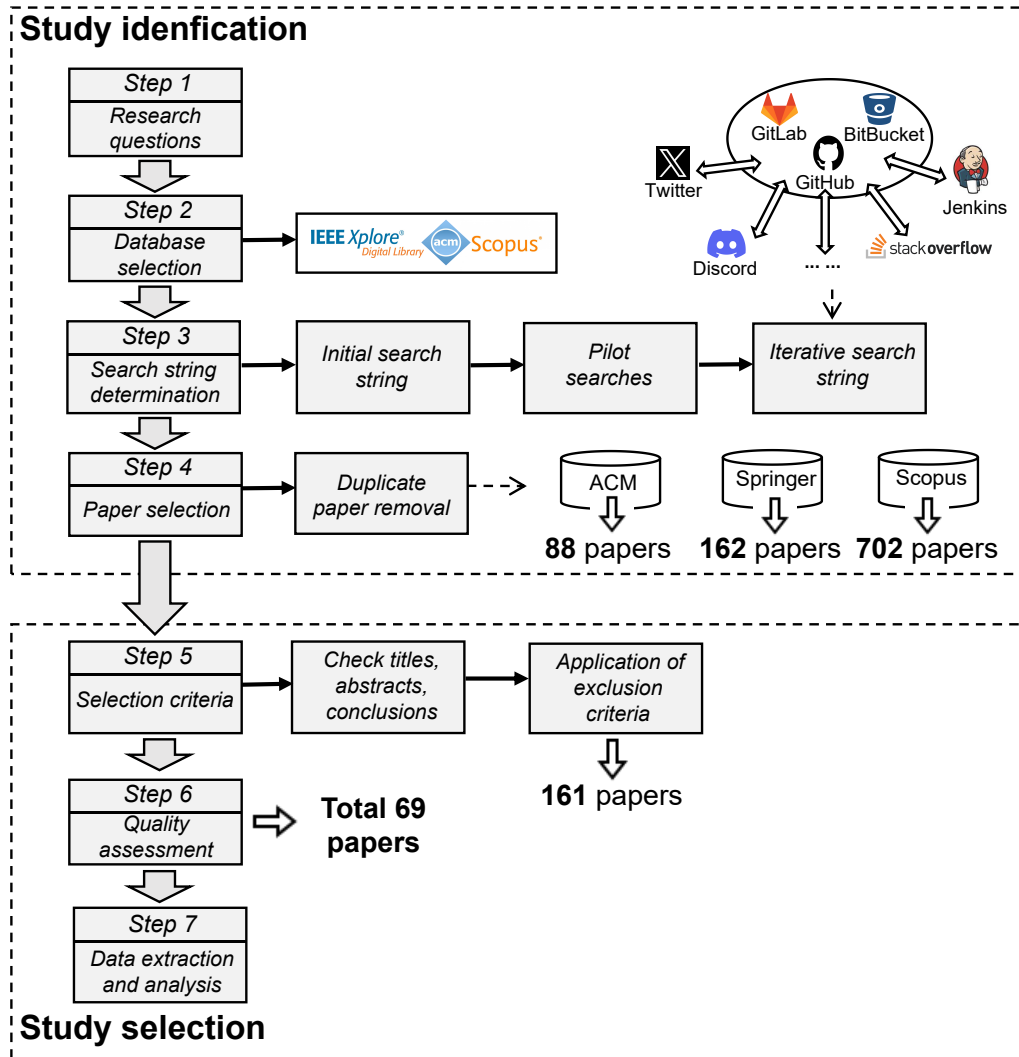 Study idenfication
Step 1
Research
questions
GitLab
BitBucket
GitHub
Twitter
Jenkins
Discord
stackoverflow
... ...
Step 2
Database
selection
IEEE Xplore®
Digital Library
acm
Scopus®
Step 3
Search string
determination
Initial search
string
Pilot
searches
Iterative search
string
Step 4
Paper selection
Duplicate
paper removal
ACM
Springer
Scopus
88 papers
162 papers
702 papers
Step 5
Selection criteria
Check titles,
abstracts,
conclusions
Application of
exclusion
criteria
161 papers
Step 6
Quality
assessment
Total 69
papers
Step 7
Data extraction
and analysis
Study selection